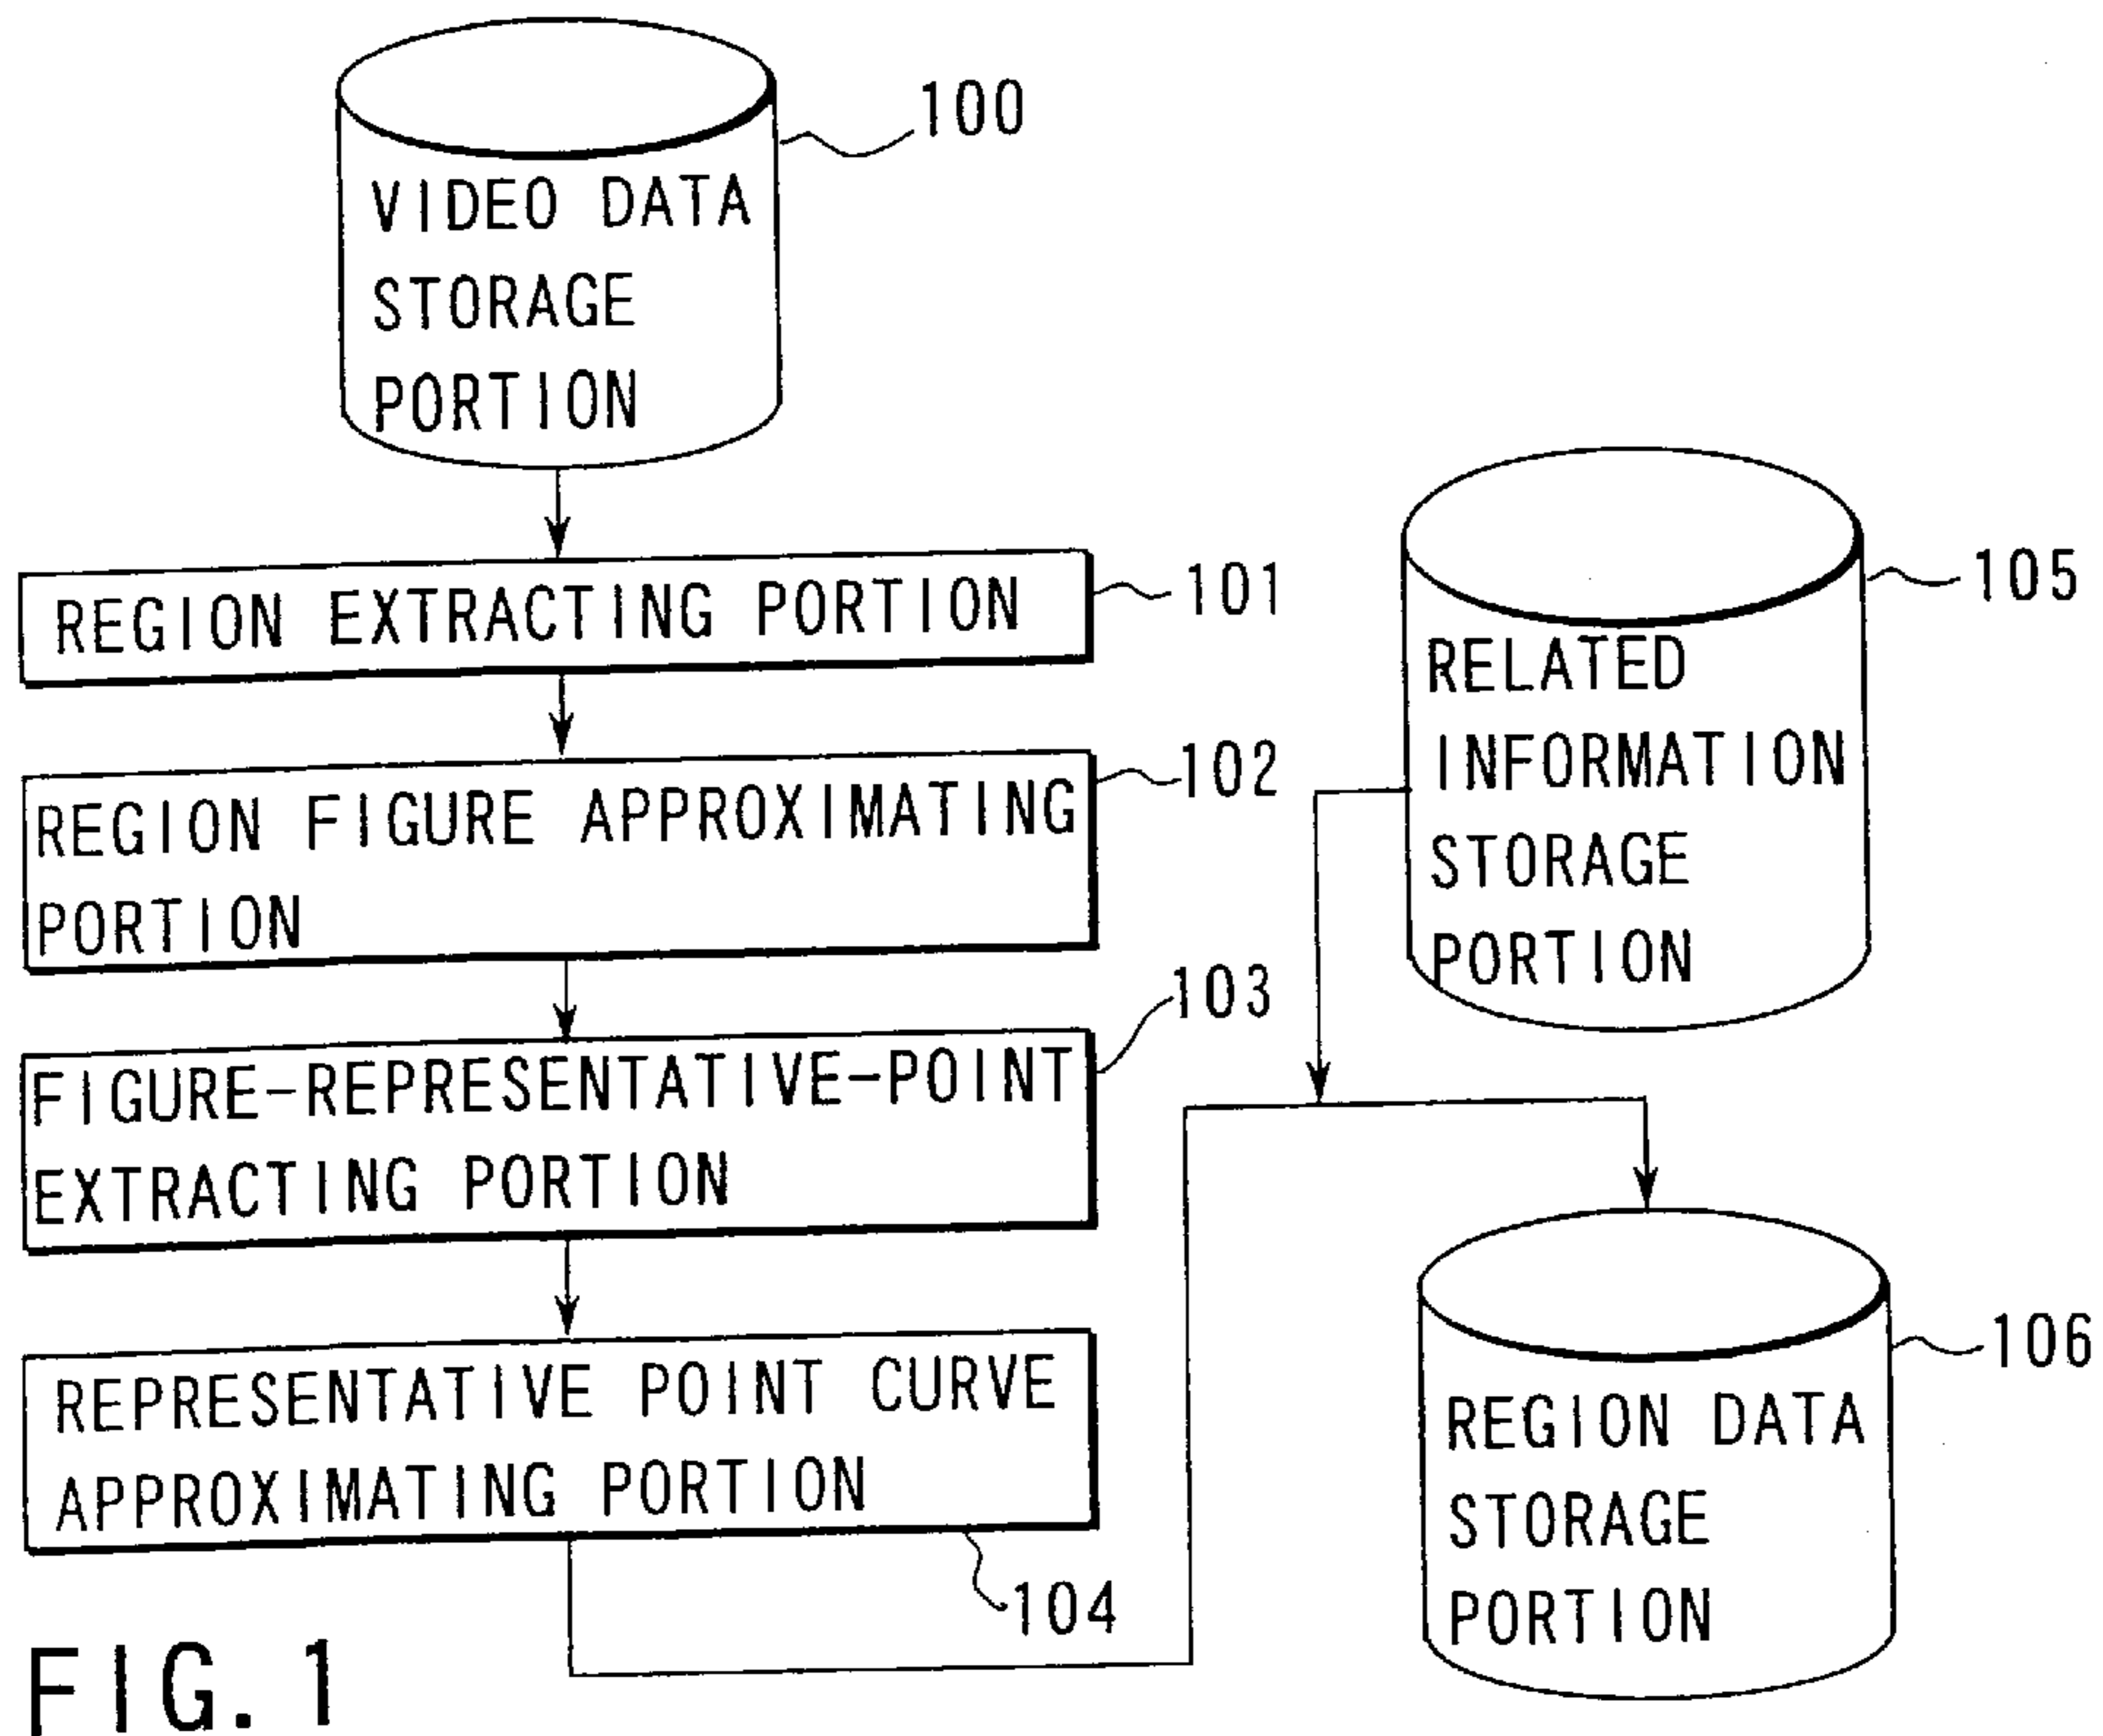 100
VIDEO DATA
STORAGE
PORTION
REGION EXTRACTING PORTION
101
REGION FIGURE APPROXIMATING
PORTION
102
FIGURE-REPRESENTATIVE-POINT
EXTRACTING PORTION
103
REPRESENTATIVE POINT CURVE
APPROXIMATING PORTION
104
105
RELATED
INFORMATION
STORAGE
PORTION
106
REGION DATA
STORAGE
PORTION
FIG. 1